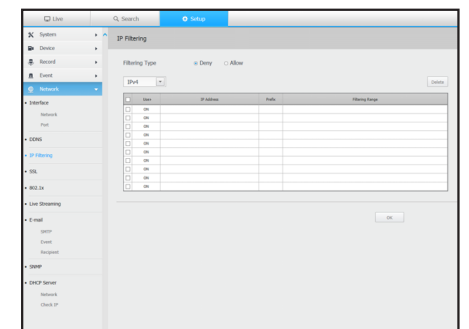 Live
Search
Setup
System
Device
Record
Event
Network
Interface
Network
Port
DDNS
IP Filtering
SSL
802.1x
Live Streaming
E-mail
SMTP
Event
Recipient
SNMP
DHCP Server
Network
Check IP
IP Filtering
Filtering Type
Deny
Allow
IPv4
Delete
Users IP Address Prefix Filtering Range
ON
ON
ON
ON
ON
ON
ON
ON
ON
ON
OK